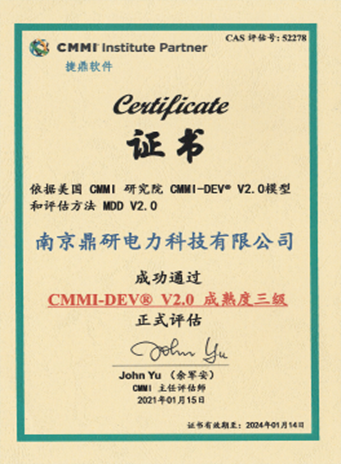 CMMI Institute Partner
CAS 评估号: 52278
捷鼎软件
Certificate
证书
依据美国 CMMI 研究院 CMMI-DEV® V2.0模型
和评估方法 MDD V2.0
南京鼎研电力科技有限公司
成功通过
CMMI-DEV® V2.0 成熟度三级
正式评估
John Yu
John Yu (余军安)
CMMI 主任评估师
2021年01月15日
证书有效期至: 2024年01月14日